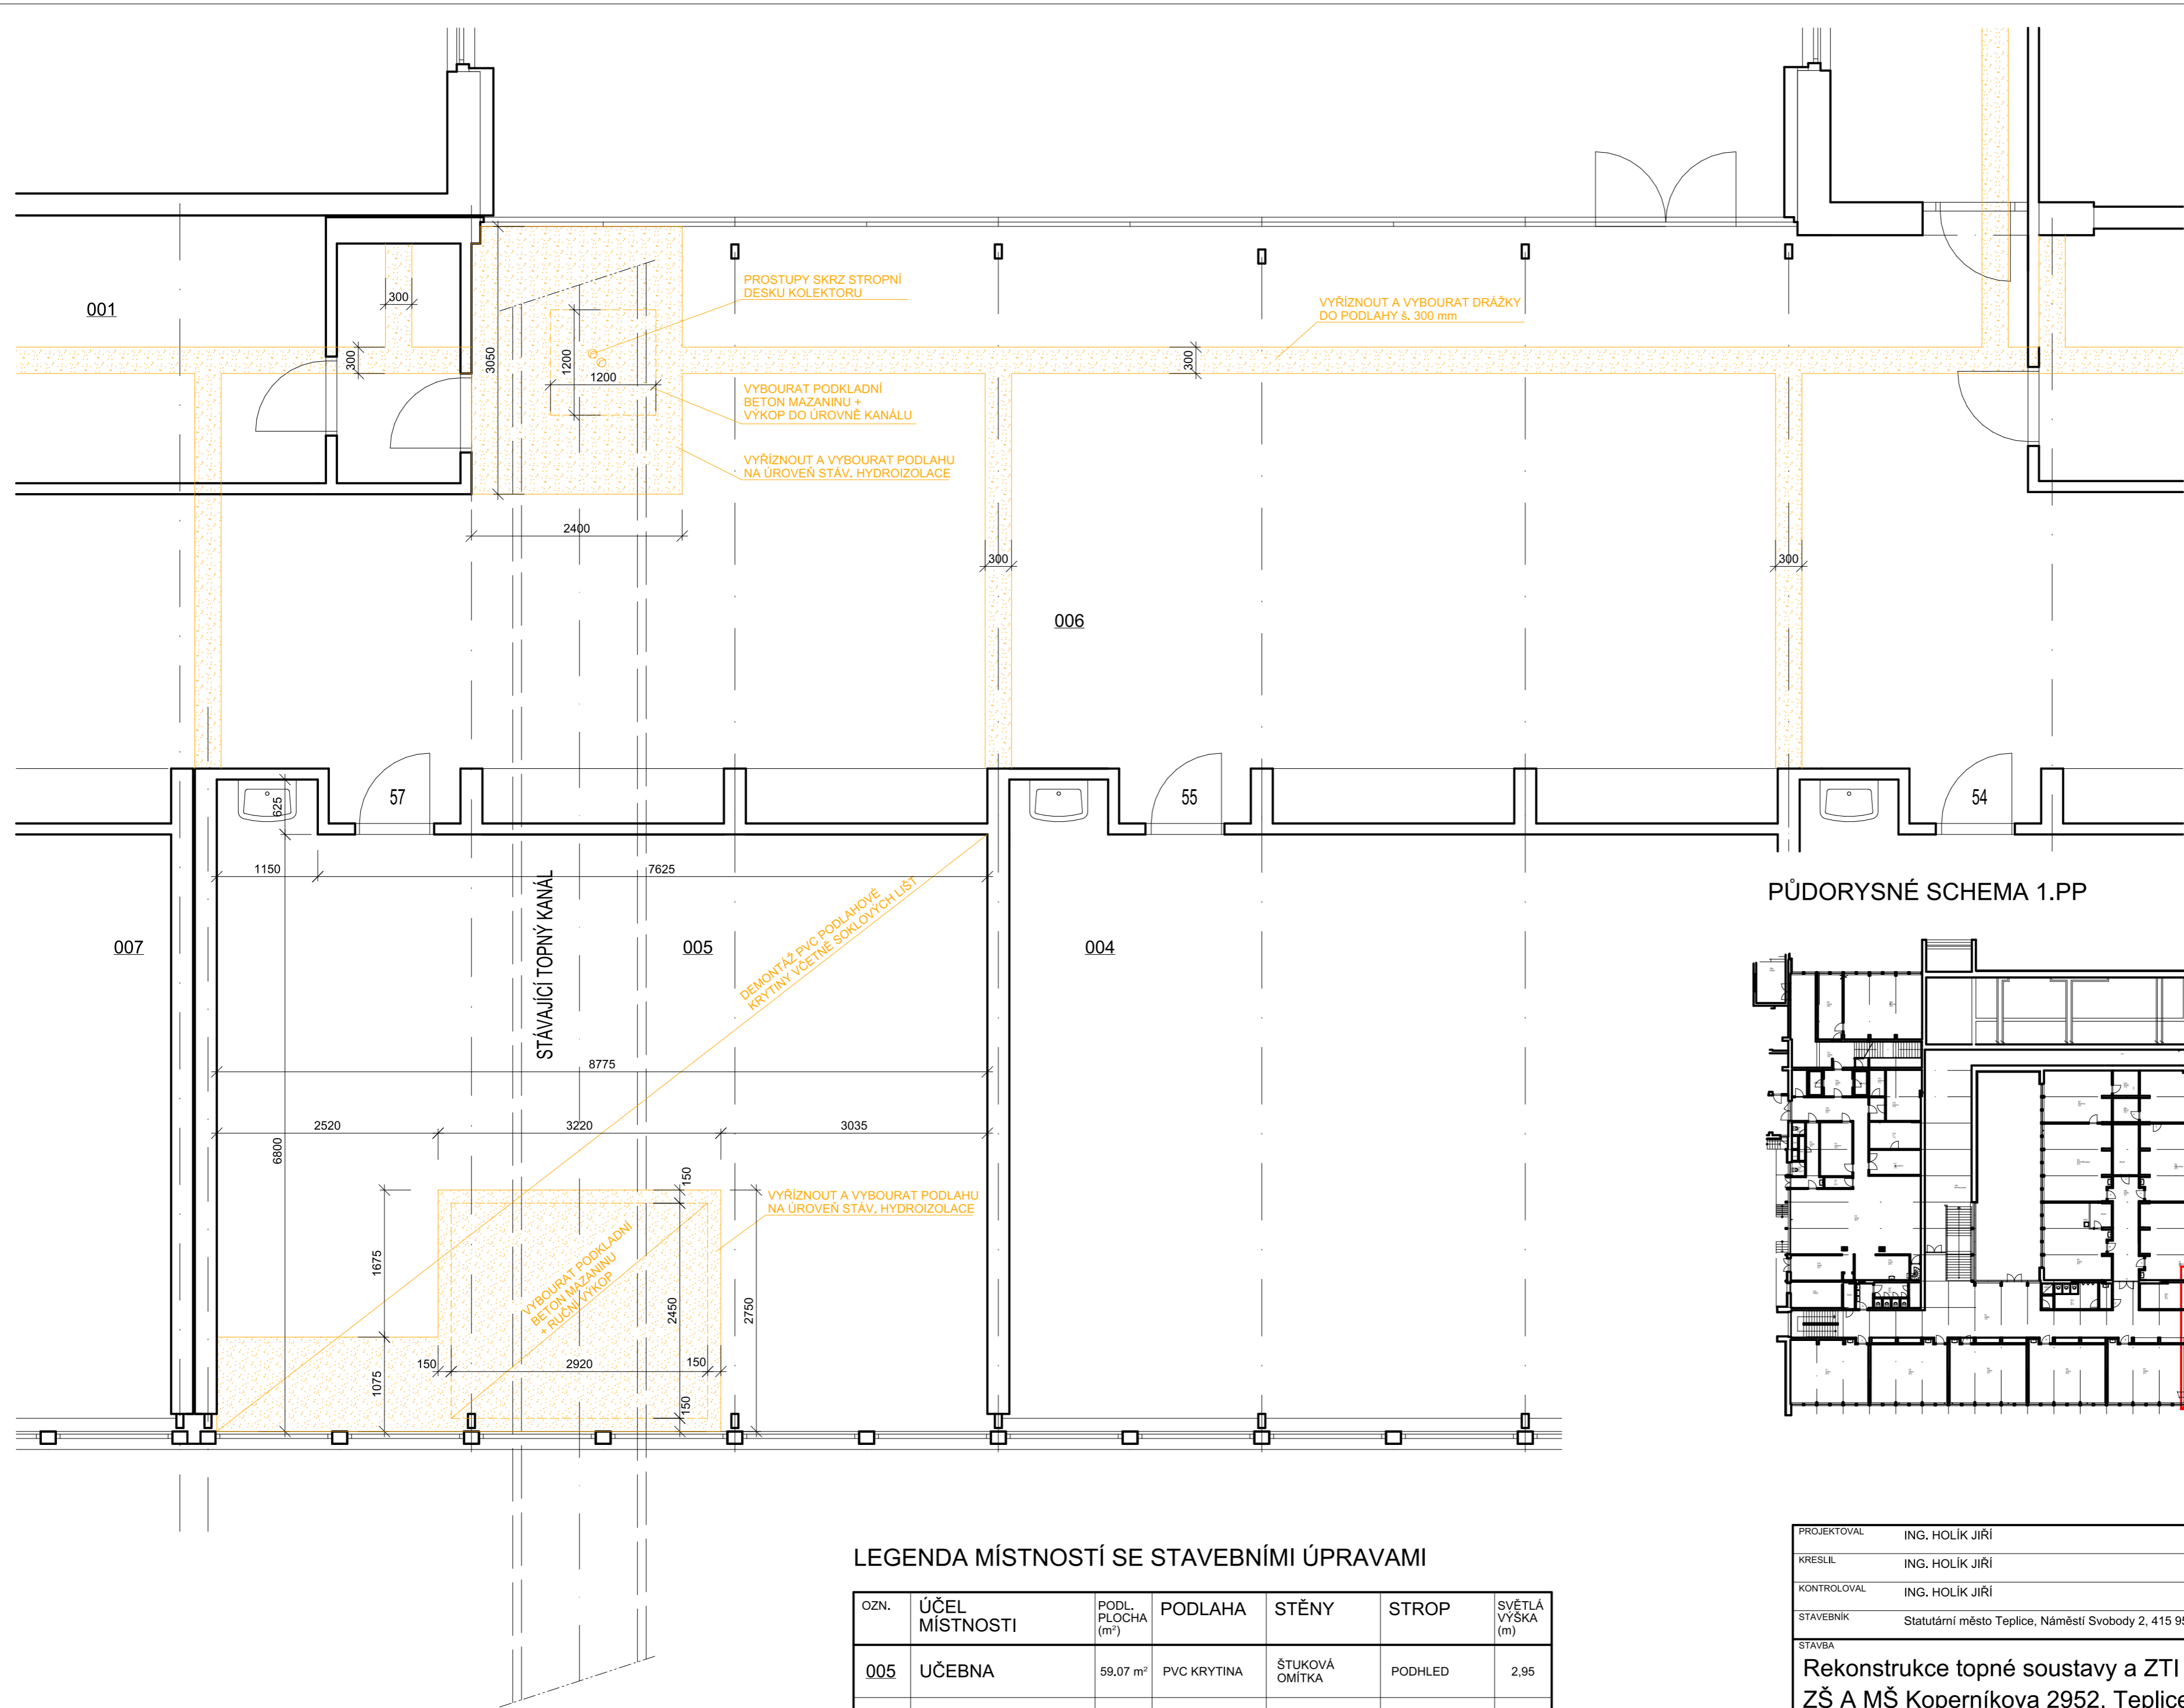 001
300
300
3050
1200
1200
PROSTUPY SKRZ STROPNÍ
DESKU KOLEKTORU
VYBOURAT PODKLADNÍ
BETON MAZANINU +
VÝKOP DO ÚROVNĚ KANÁLU
VYŘÍZNOUT A VYBOURAT PODLAHU
NA ÚROVEŇ STÁV. HYDROIZOLACE
VYŘÍZNOUT A VYBOURAT DRÁŽKY
DO PODLAHY š. 300 mm
300
2400
300
300
006
57
55
54
625
1150
7625
STÁVAJÍCÍ TOPNÝ KANÁL
DEMONTÁŽ PVC PODLAHOVÉ
KRYTINY VČETNĚ SOKLOVÝCH LIŠT
007
005
004
8775
2520
3220
3035
6800
150
VYŘÍZNOUT A VYBOURAT PODLAHU
NA ÚROVEŇ STÁV. HYDROIZOLACE
VYBOURAT PODKLADNÍ
BETON MAZANINU
+ RUČNÍ VÝKOP
1675
2450
2750
150
2920
150
1075
150
PŮDORYSNÉ SCHEMA 1.PP
LEGENDA MÍSTNOSTÍ SE STAVEBNÍMI ÚPRAVAMI
OZN. ÚČEL MÍSTNOSTI PODL. PLOCHA (m²) PODLAHA STĚNY STROP SVĚTLÁ VÝŠKA (m)
005 UČEBNA 59.07 m² PVC KRYTINA ŠTUKOVÁ OMÍTKA PODHLED 2,95
PROJEKTOVAL ING. HOLÍK JIŘÍ
KRESLIL ING. HOLÍK JIŘÍ
KONTROLOVAL ING. HOLÍK JIŘÍ
STAVEBNÍK Statutární město Teplice, Náměstí Svobody 2, 415 95
STAVBA
Rekonstrukce topné soustavy a ZTI
ZŠ A MŠ Koperníkova 2952, Teplice